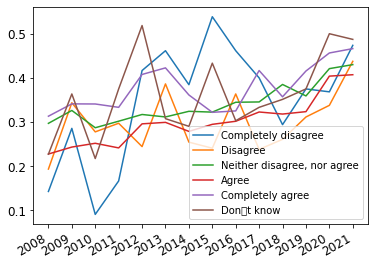 0.5
0.4
0.3
0.2
0.1
Completely disagree
Disagree
Neither disagree, nor agree
Agree
Completely agree
Don▯t know
2008 2009 2010 2011 2012 2013 2014 2015 2016 2017 2018 2019 2020 2021